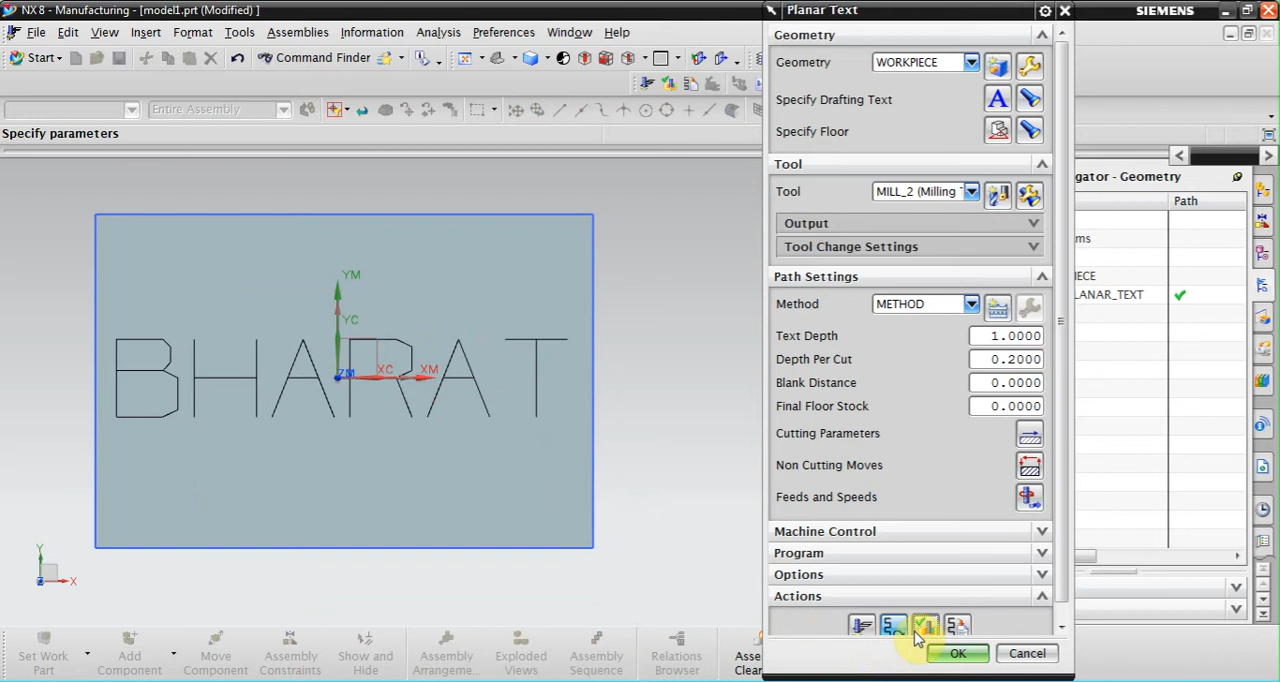 NX 8 - Manufacturing - [model1.prt (Modified) ]
SIEMENS
File Edit View Insert Format Tools Assemblies Information Analysis Preferences Window Help
Start
Command Finder
Entire Assembly
Specify parameters
YM
YC
BHARAT
ZM
XC
XM
Y
X
Planar Text
Geometry
Geometry WORKPIECE
Specify Drafting Text
Specify Floor
Tool
Tool MILL_2 (Milling
Output
Tool Change Settings
Path Settings
Method METHOD
Text Depth 1.0000
Depth Per Cut 0.2000
Blank Distance 0.0000
Final Floor Stock 0.0000
Cutting Parameters
Non Cutting Moves
Feeds and Speeds
Machine Control
Program
Options
Actions
OK Cancel
igator - Geometry
Path
ms
ECE
LANAR_TEXT
Set Work Part
Add Component
Move Component
Assembly Constraints
Show and Hide
Assembly Arrangeme...
Exploded Views
Assembly Sequence
Relations Browser
Asse
Clear